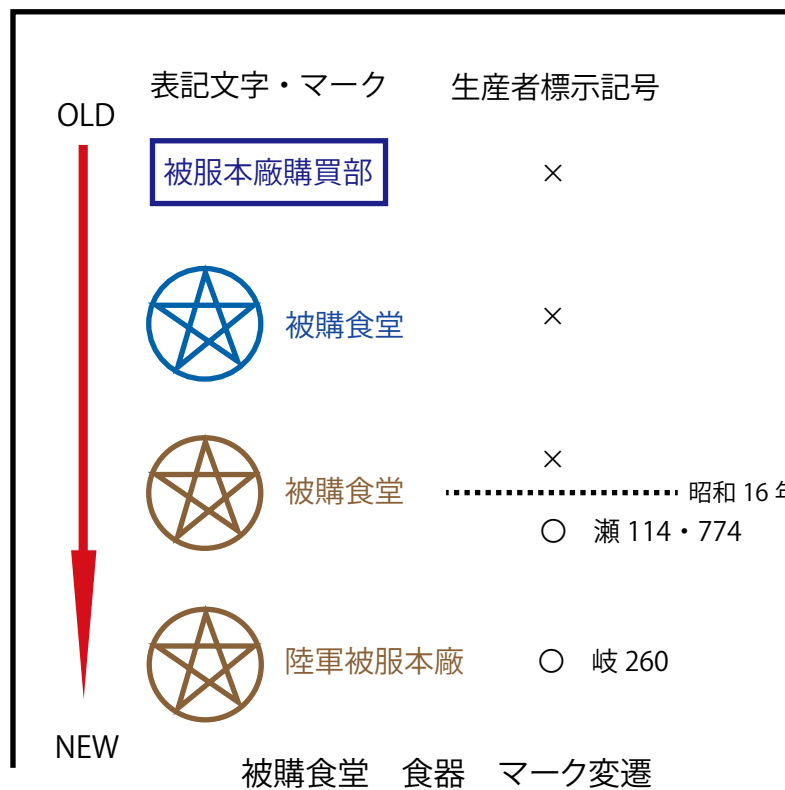 表記文字・マーク 生産者標示記号
OLD
被服本廠購買部 ×
被購食堂 ×
×
被購食堂 昭和 16 年
○ 瀬 114・774
陸軍被服本廠 ○ 岐 260
NEW
被購食堂 食器 マーク変遷